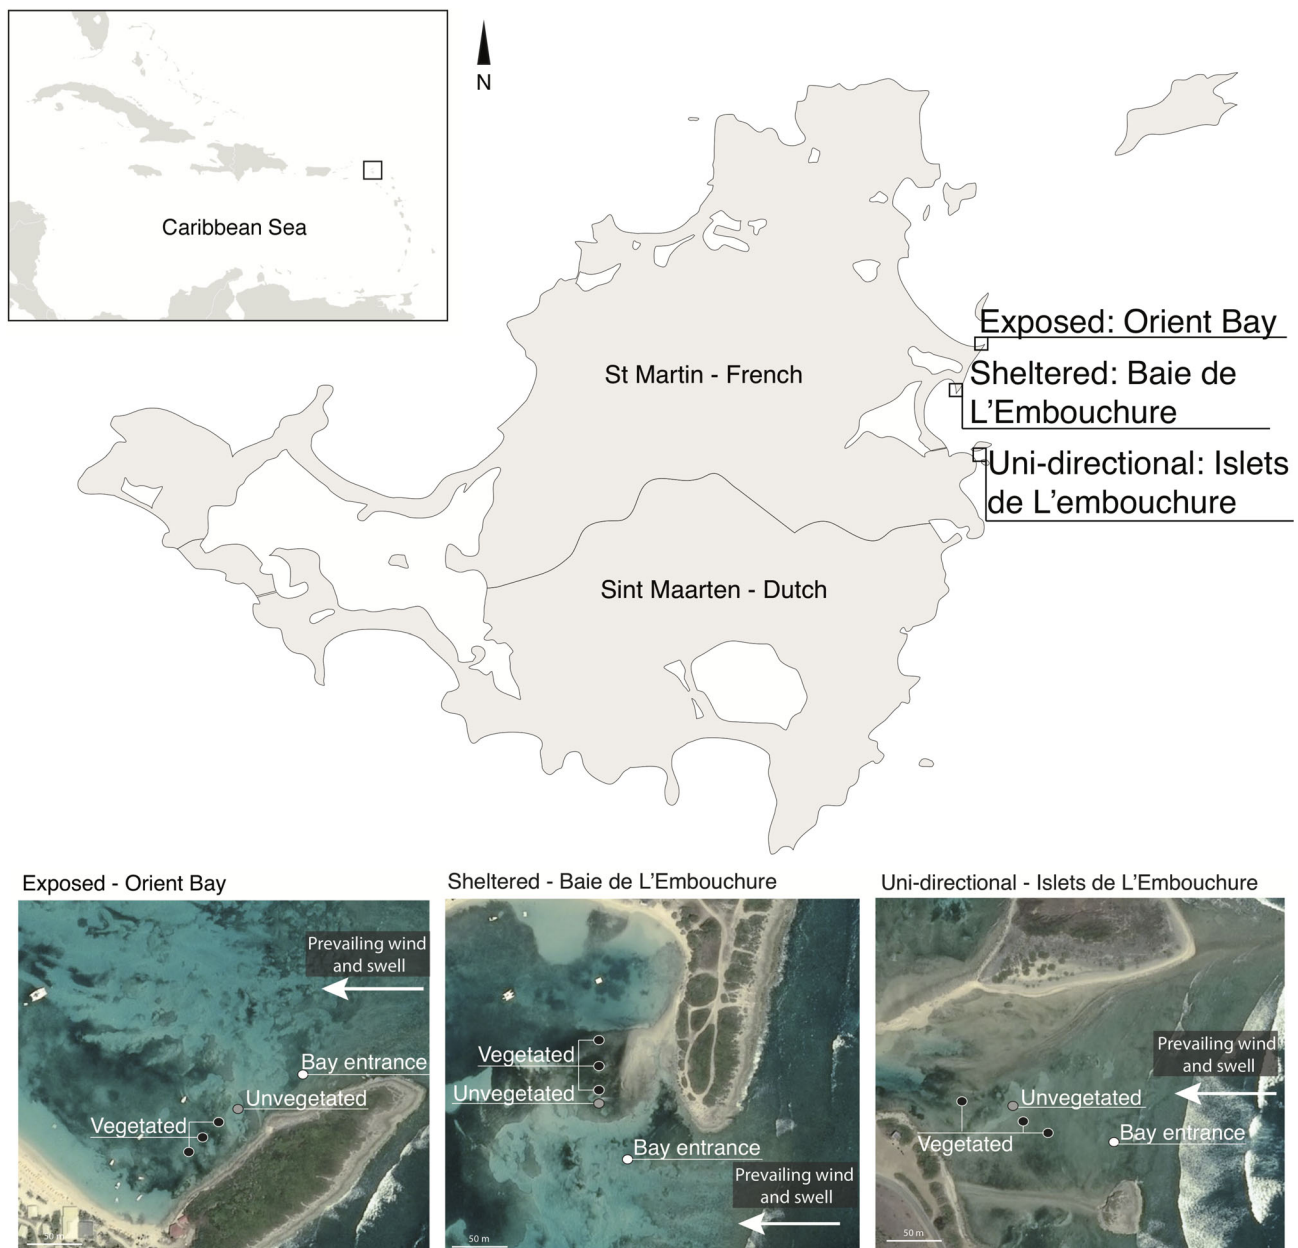 N
Caribbean Sea
Exposed: Orient Bay
Sheltered: Baie de
L'Embouchure
St Martin - French
Uni-directional: Islets
de L'embouchure
Sint Maarten - Dutch
Exposed - Orient Bay
Prevailing wind
and swell
Bay entrance
Unvegetated
Vegetated
50 m
Sheltered - Baie de L'Embouchure
Vegetated
Unvegetated
Bay entrance
Prevailing wind
and swell
50 m
Uni-directional - Islets de L'Embouchure
Prevailing wind
and swell
Unvegetated
Vegetated
Bay entrance
50 m